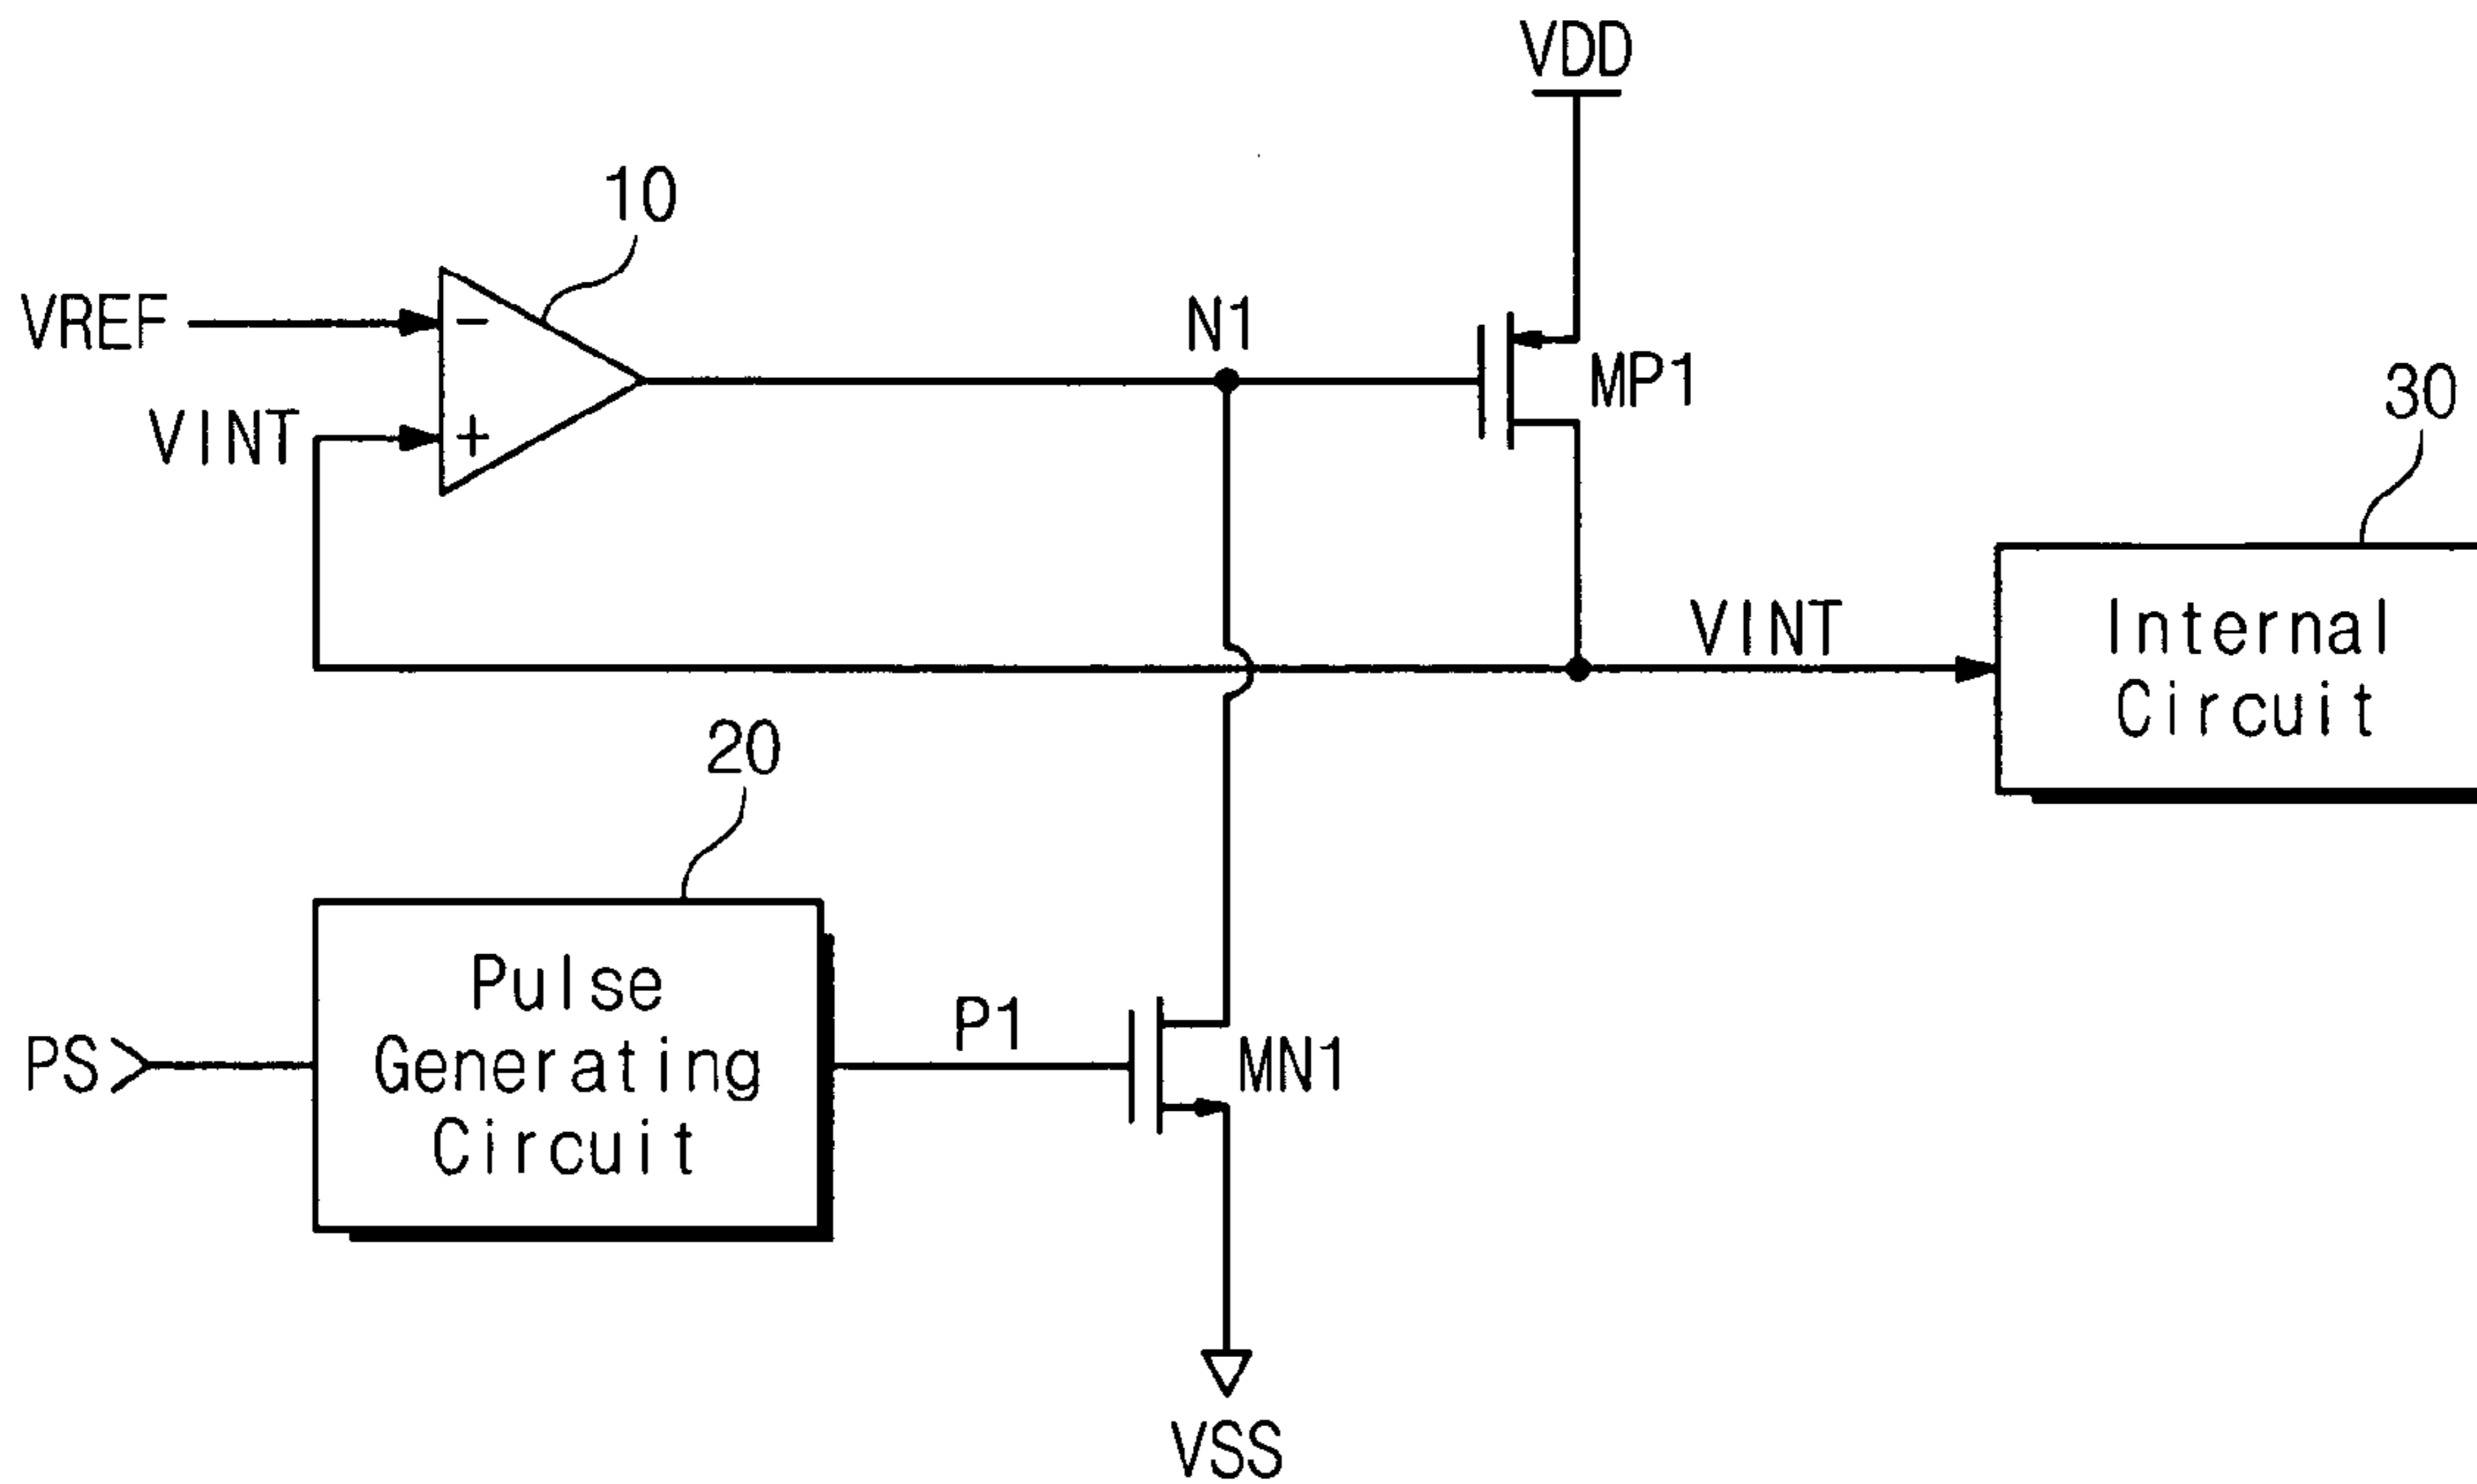 VDD
10
VREF
−
N1
MP1
VINT
+
30
VINT
Internal
Circuit
20
Pulse
Generating
Circuit
PS
P1
MN1
VSS